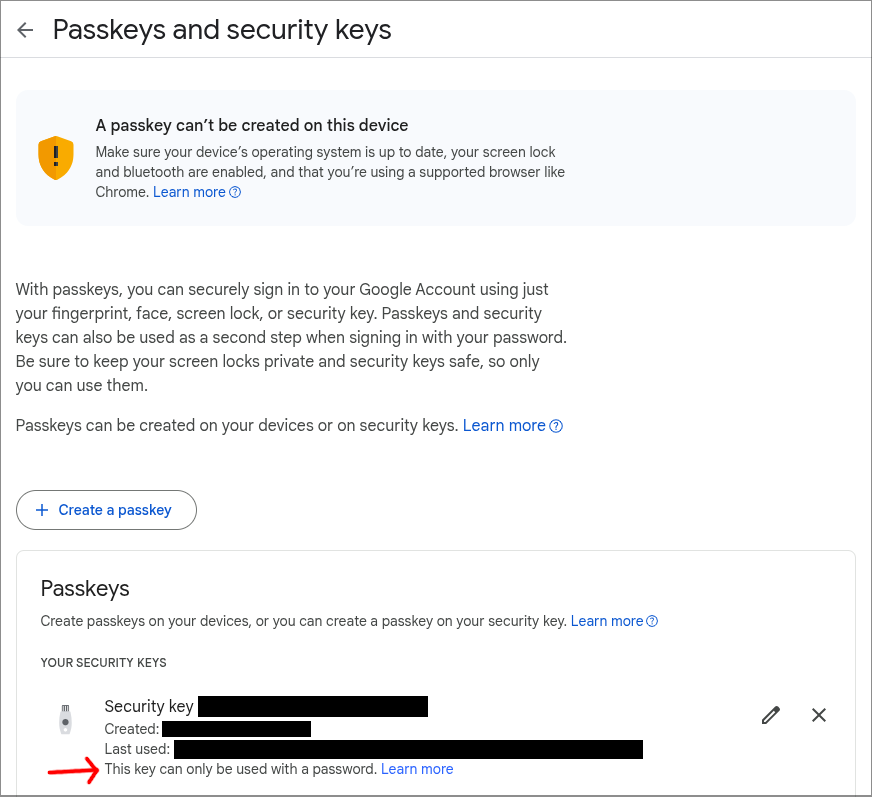 Passkeys and security keys
A passkey can’t be created on this device
Make sure your device’s operating system is up to date, your screen lock
and bluetooth are enabled, and that you’re using a supported browser like
Chrome. Learn more
With passkeys, you can securely sign in to your Google Account using just
your fingerprint, face, screen lock, or security key. Passkeys and security
keys can also be used as a second step when signing in with your password.
Be sure to keep your screen locks private and security keys safe, so only
you can use them.
Passkeys can be created on your devices or on security keys. Learn more
+ Create a passkey
Passkeys
Create passkeys on your devices, or you can create a passkey on your security key. Learn more
YOUR SECURITY KEYS
Security key
Created:
Last used:
This key can only be used with a password. Learn more